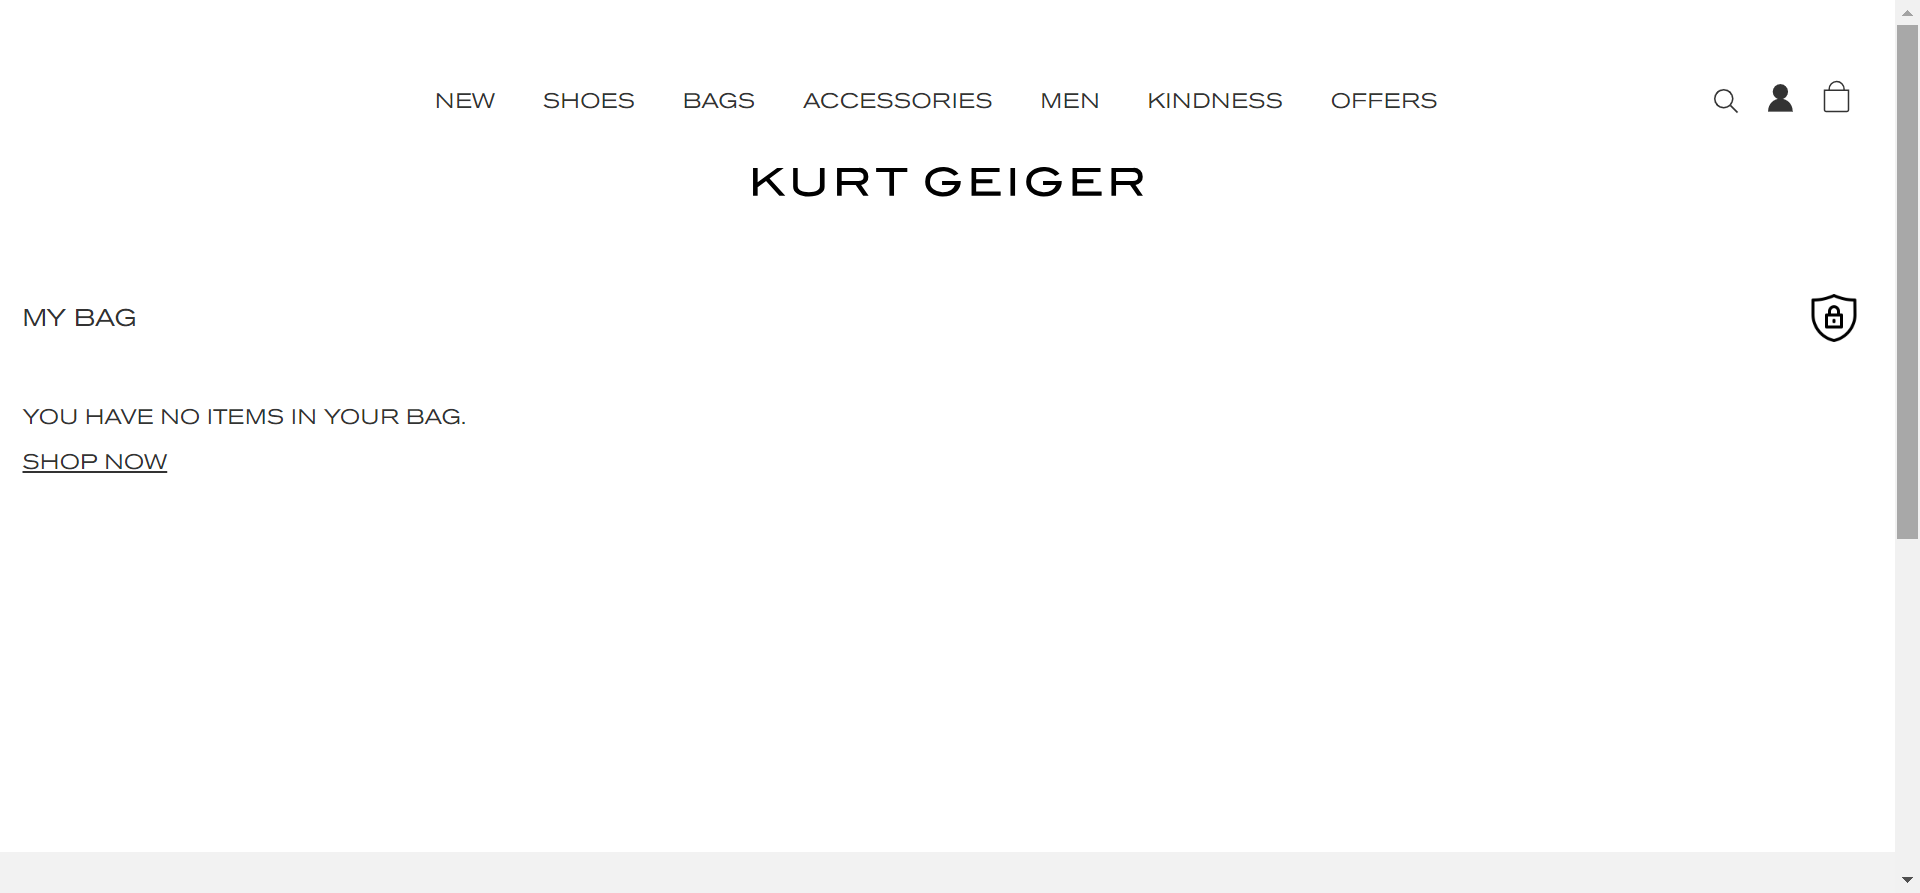 NEW SHOES BAGS ACCESSORIES MEN KINDNESS OFFERS
KURT GEIGER
MY BAG
YOU HAVE NO ITEMS IN YOUR BAG.
SHOP NOW